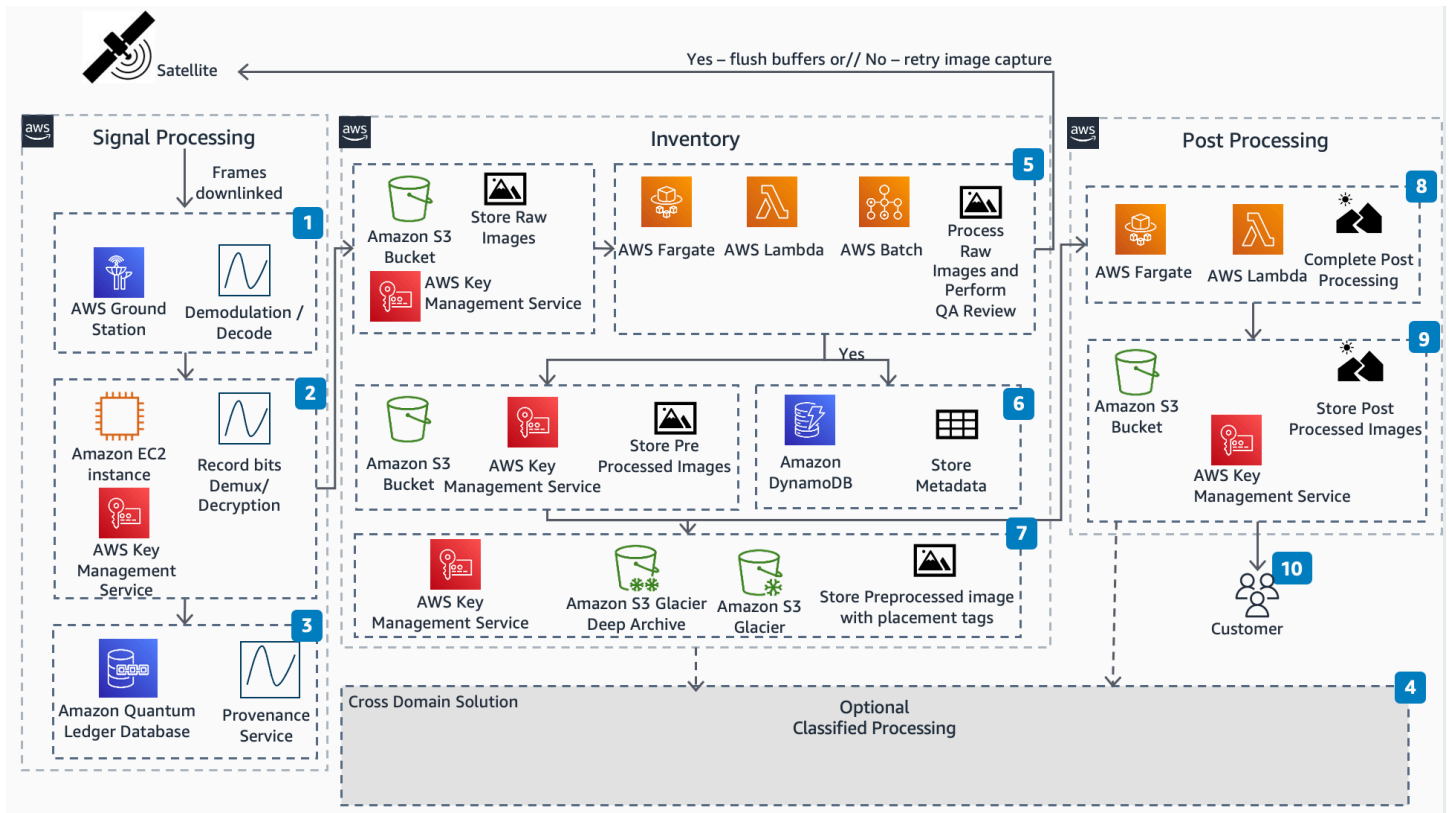 Satellite
Yes – flush buffers or// No – retry image capture
aws
Signal Processing
Frames
downlinked
1
AWS Ground
Station
Demodulation /
Decode
2
Amazon EC2
instance
AWS Key
Management
Service
Record bits
Demux/
Decryption
3
Amazon Quantum
Ledger Database
Provenance
Service
aws
Inventory
Amazon S3
Bucket
Store Raw
Images
AWS Key
Management Service
5
AWS Fargate
AWS Lambda
AWS Batch
Process
Raw
Images and
Perform
QA Review
Yes
Amazon S3
Bucket
AWS Key
Management Service
Store Pre
Processed Images
6
Amazon
DynamoDB
Store
Metadata
7
AWS Key
Management Service
Amazon S3 Glacier
Deep Archive
Amazon S3
Glacier
Store Preprocessed image
with placement tags
aws
Post Processing
8
AWS Fargate
AWS Lambda
Complete Post
Processing
9
Amazon S3
Bucket
AWS Key
Management Service
Store Post
Processed Images
10
Customer
4
Cross Domain Solution
Optional
Classified Processing